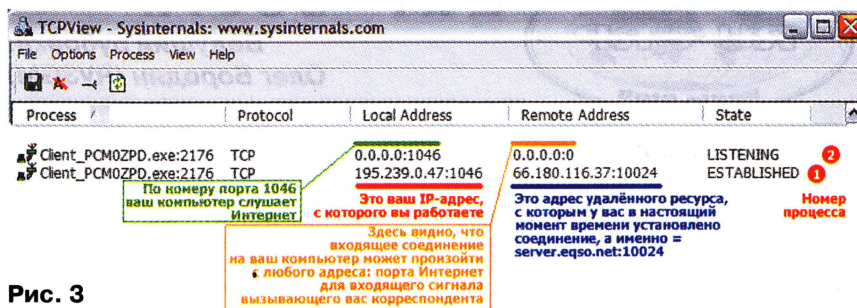 TCPView - Sysinternals: www.sysinternals.com
File Options Process View Help
Process Protocol Local Address Remote Address State
Client_PCM0ZPD.exe:2176 TCP 0.0.0.0:1046 0.0.0.0:0 LISTENING 2
Client_PCM0ZPD.exe:2176 TCP 195.239.0.47:1046 66.180.116.37:10024 ESTABLISHED 1
По номеру порта 1046
ваш компьютер слушает
Интернет
Это ваш IP-адрес,
с которого вы работаете
Это адрес удалённого ресурса,
с которым у вас в настоящий
момент времени установлено
соединение, а именно =
server.eqso.net:10024
Номер
процесса
Здесь видно, что
входящее соединение
на ваш компьютер может произойти
с любого адреса: порта Интернет
для входящего сигнала
вызывающего вас корреспондента
Рис. 3